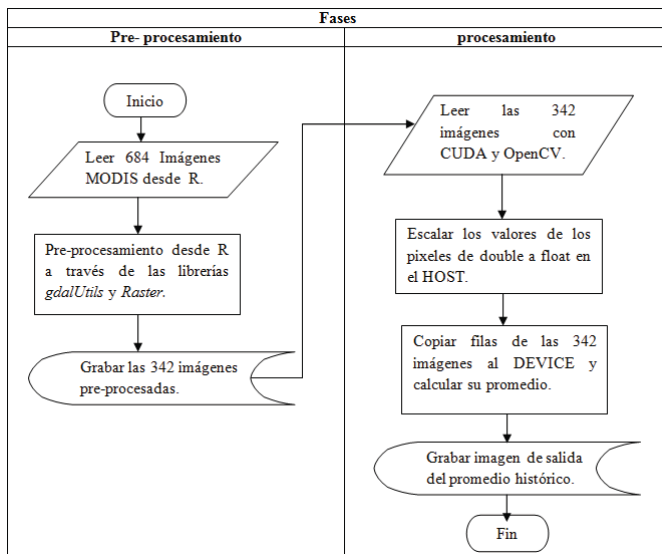 Fases
Pre- procesamiento
procesamiento
Inicio
Leer 684 Imágenes
MODIS desde R.
Pre-procesamiento desde R
a través de las librerías
gdalUtils y Raster.
Grabar las 342 imágenes
pre-procesadas.
Leer las 342
imágenes con
CUDA y OpenCV.
Escalar los valores de los
pixeles de double a float en
el HOST.
Copiar filas de las 342
imágenes al DEVICE y
calcular su promedio.
Grabar imagen de salida
del promedio histórico.
Fin